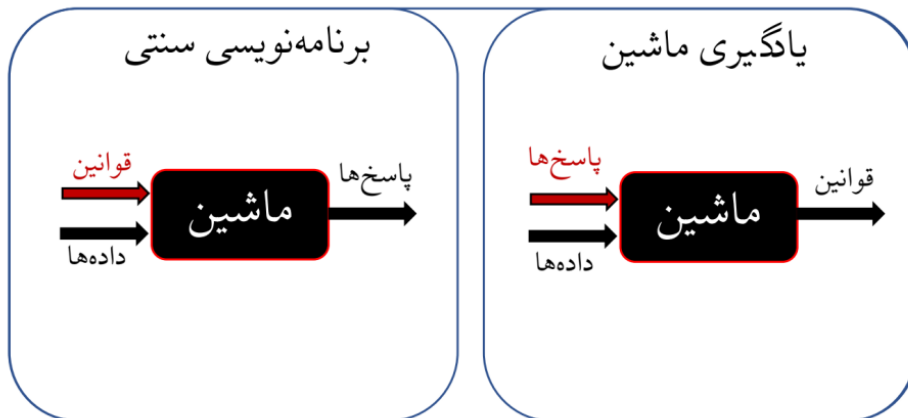 یادگیری ماشین
پاسخ‌ها
داده‌ها
ماشین
قوانین
برنامه‌نویسی سنتی
قوانین
داده‌ها
ماشین
پاسخ‌ها